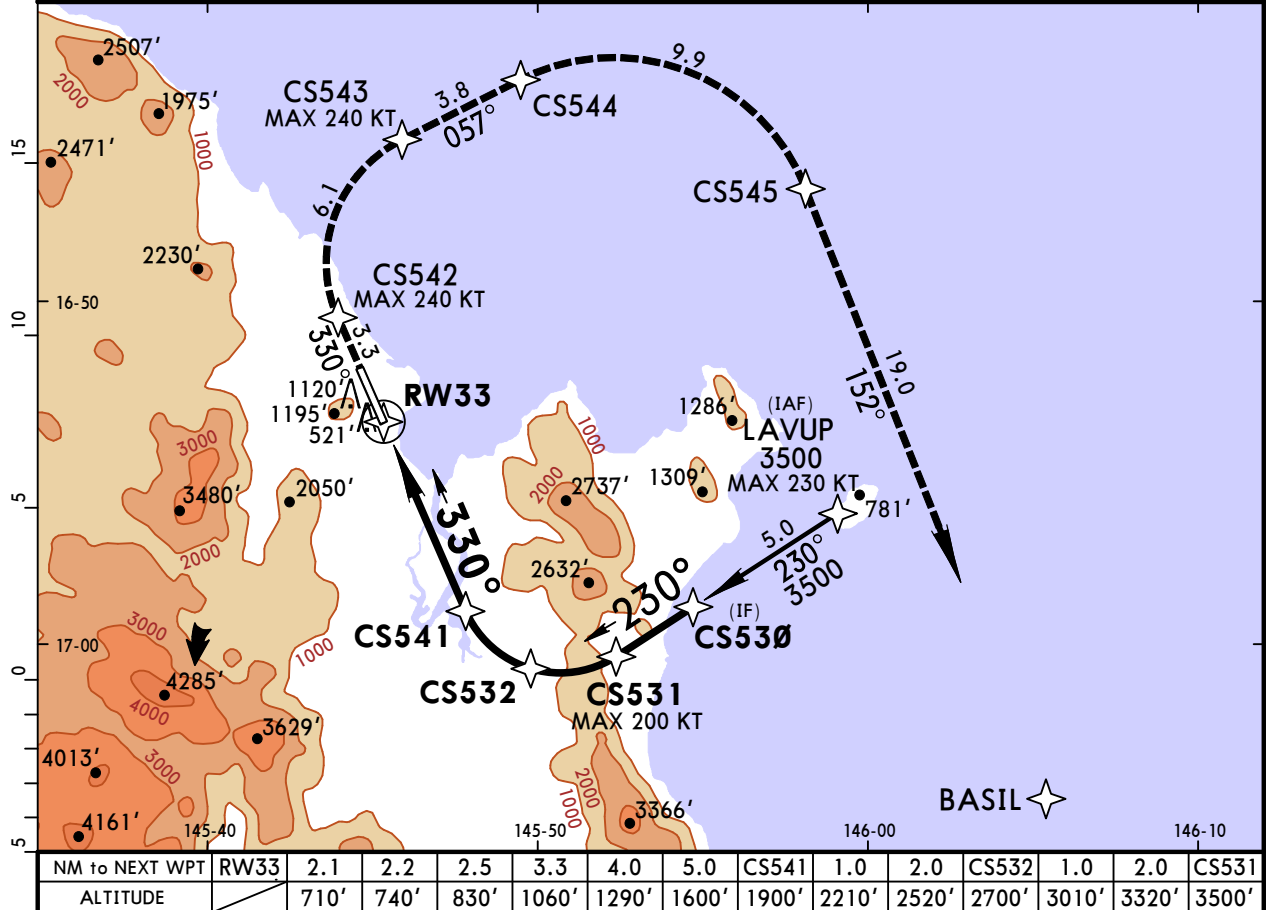 2507'
2000
1975'
1000
2471'
15
CS543
MAX 240 KT
3.8
057°
CS544
9.9
6.1
CS545
2230'
16-50
CS542
MAX 240 KT
10
330°
3.3
1120'
1195'
521'
RW33
19.0
152°
1286'
(IAF)
LAVUP
3500
MAX 230 KT
781'
1000
2000
2737'
1309'
3000
3480'
2050'
2000
5
330°
5.0
230°
3500
2632'
230°
(IF)
CS53Ø
CS541
3000
17-00
1000
0
4285'
4000
CS532
CS531
MAX 200 KT
3629'
4013'
3000
2000
1000
3366'
BASIL
4161'
145-40
145-50
146-00
146-10
5
NM to NEXT WPT RW33 2.1 2.2 2.5 3.3 4.0 5.0 CS541 1.0 2.0 CS532 1.0 2.0 CS531
ALTITUDE 710' 740' 830' 1060' 1290' 1600' 1900' 2210' 2520' 2700' 3010' 3320' 3500'